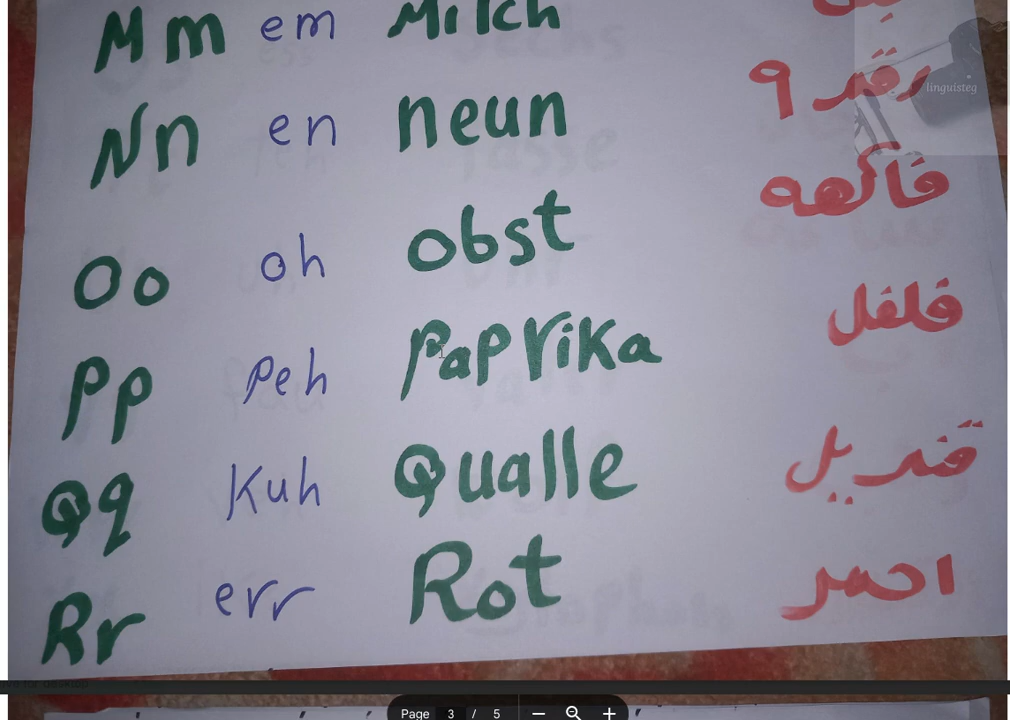 Mm em Milch
Nn en neun رقم ٩
Oo oh obst فاكهه
Pp Peh Paprika فلفل
Qq Kuh Qualle قنديل
Rr err Rot احمر
linguisteg
Page 3 / 5